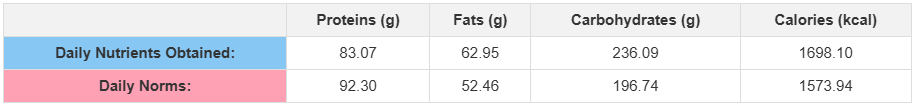 Proteins (g) Fats (g) Carbohydrates (g) Calories (kcal)
Daily Nutrients Obtained: 83.07 62.95 236.09 1698.10
Daily Norms: 92.30 52.46 196.74 1573.94